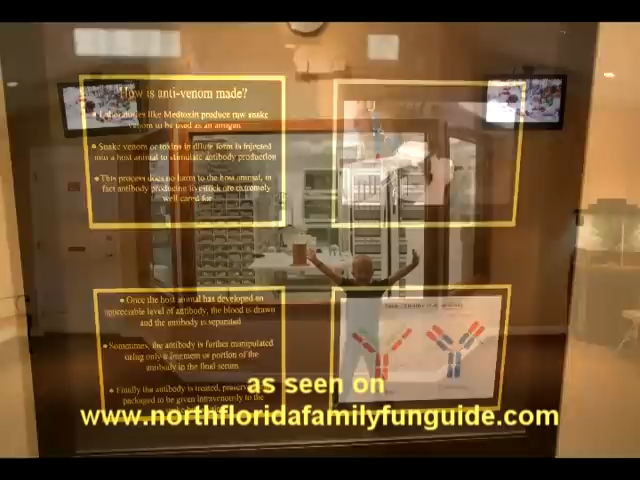 How is anti-venom made?
Laboratories like Medtoxin produce raw snake
venom to be used as an antigen
Snake venom or toxins in dilute form is injected
into a host animal to stimulate antibody production
This process does no harm to the host animal, in
fact antibody producing livestock are extremely
well cared for
Once the host animal has developed an
appreciable level of antibody, the blood is drawn
and the antibody is separated
Sometimes, the antibody is further manipulated
using only a segment or portion of the
antibody in the fluid serum
Finally the antibody is treated,
packaged to be given intravenously to the
as seen on
www.northfloridafamilyfunguide.com